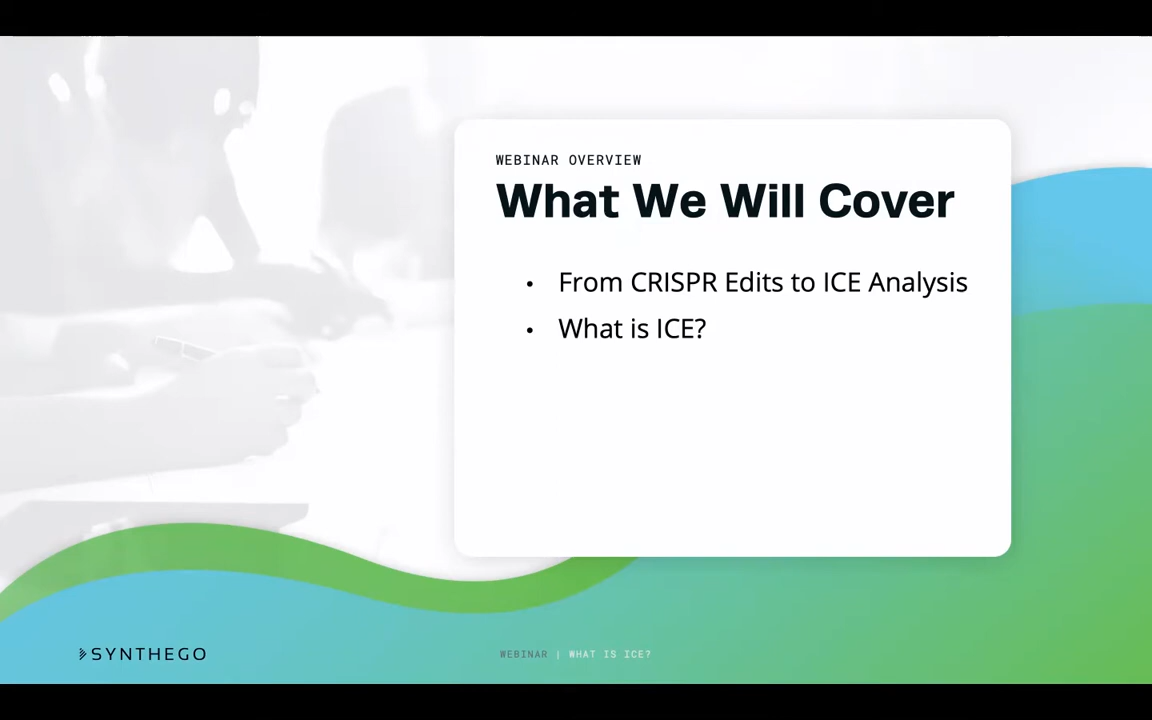 WEBINAR OVERVIEW
What We Will Cover
• From CRISPR Edits to ICE Analysis
• What is ICE?
SYNTHEGO
WEBINAR | WHAT IS ICE?